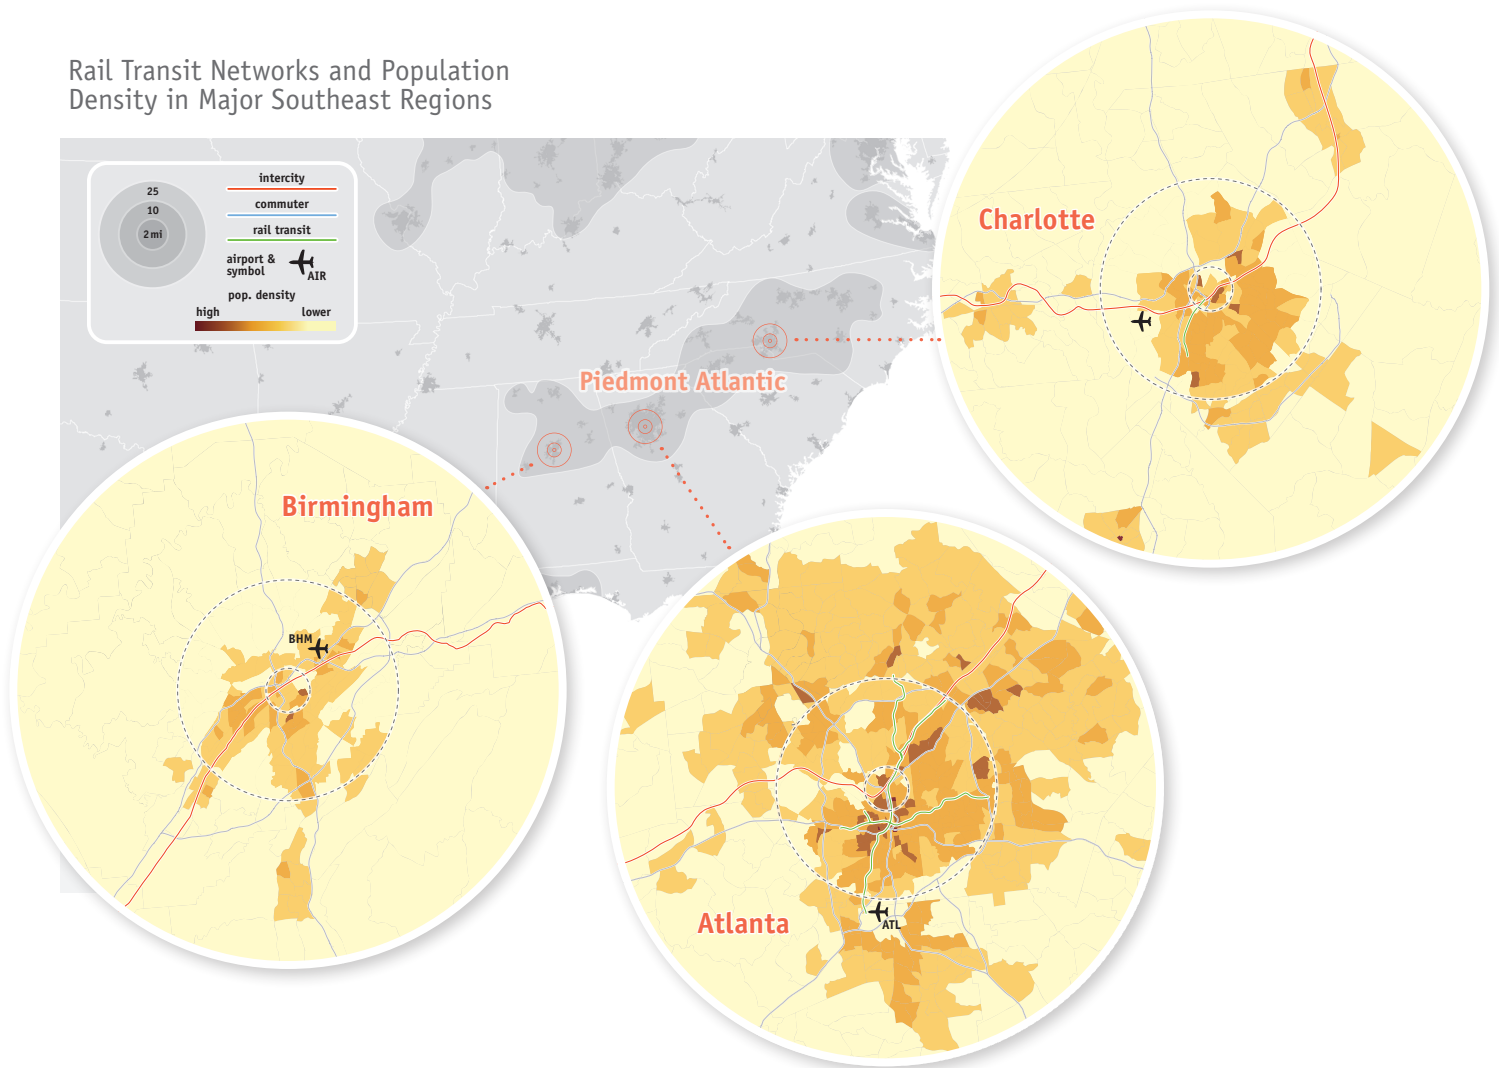 Rail Transit Networks and Population
Density in Major Southeast Regions
25
10
2 mi
intercity
commuter
rail transit
airport &
symbol
AIR
pop. density
high lower
Charlotte
Piedmont Atlantic
Birmingham
BHM
Atlanta
ATL